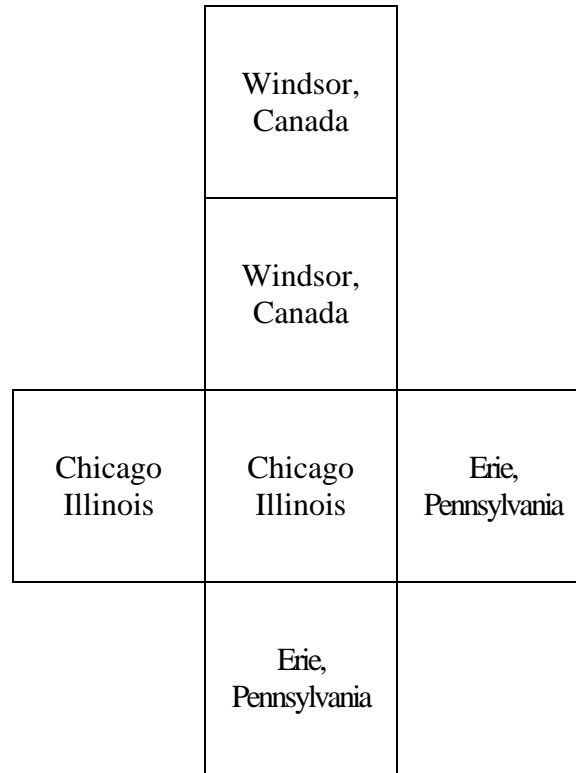 Windsor,
Canada
Windsor,
Canada
Chicago
Illinois
Chicago
Illinois
Erie,
Pennsylvania
Erie,
Pennsylvania